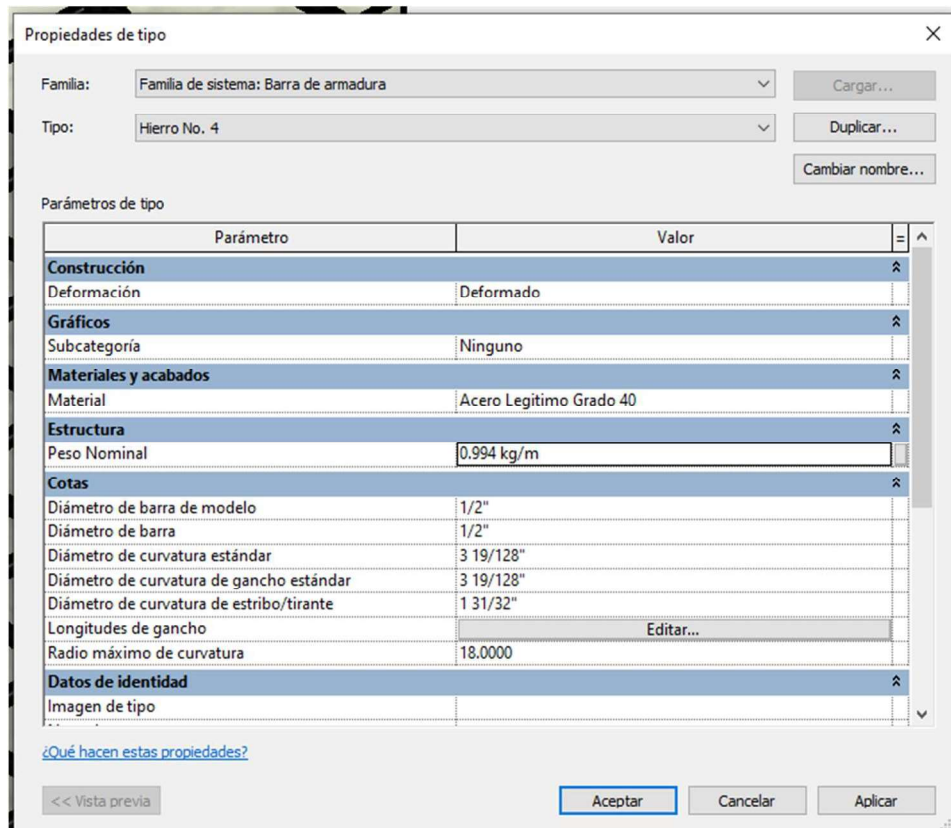 Propiedades de tipo
Familia: Familia de sistema: Barra de armadura Cargar...
Tipo: Hierro No. 4 Duplicar...
Cambiar nombre...
Parámetros de tipo
Parámetro Valor =
Construcción
Deformación Deformado
Gráficos
Subcategoría Ninguno
Materiales y acabados
Material Acero Legitimo Grado 40
Estructura
Peso Nominal 0.994 kg/m
Cotas
Diámetro de barra de modelo 1/2"
Diámetro de barra 1/2"
Diámetro de curvatura estándar 3 19/128"
Diámetro de curvatura de gancho estándar 3 19/128"
Diámetro de curvatura de estribo/tirante 1 31/32"
Longitudes de gancho Editar...
Radio máximo de curvatura 18.0000
Datos de identidad
Imagen de tipo
¿Qué hacen estas propiedades?
<< Vista previa Aceptar Cancelar Aplicar